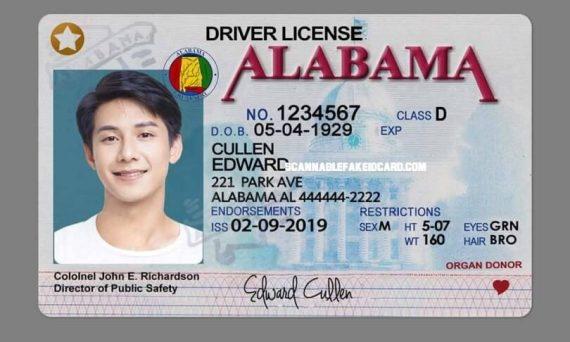 DRIVER LICENSE
ALABAMA
NO. 1234567 CLASS D
D.O.B. 05-04-1929 EXP
CULLEN
EDWARD
SCANNABLEFAKEIDCARD.COM
221 PARK AVE
ALABAMA AL 444444-2222
ENDORSEMENTS RESTRICTIONS
ISS 02-09-2019 SEX M HT 5-07 EYES GRN
WT 160 HAIR BRO
ORGAN DONOR
Cololnel John E. Richardson
Director of Public Safety
Edward Cullen